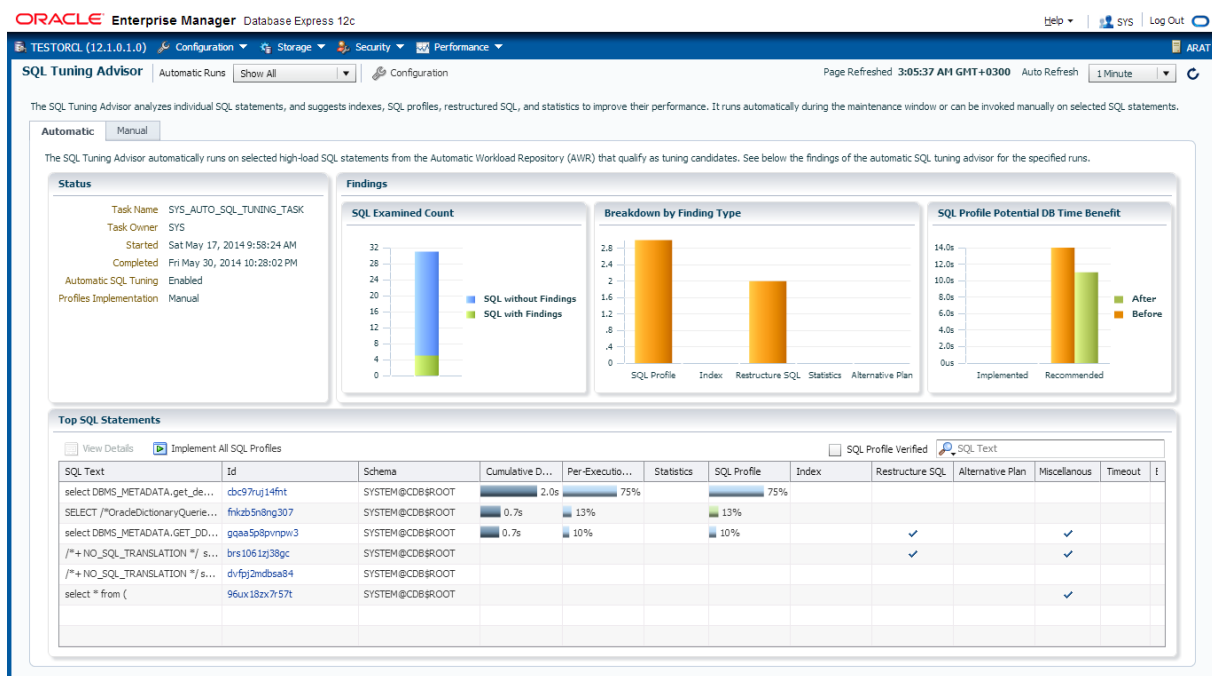 ORACLE Enterprise Manager Database Express 12c
Help SYS Log Out
TESTORCL (12.1.0.1.0) Configuration Storage Security Performance ARAT
SQL Tuning Advisor Automatic Runs Show All Configuration Page Refreshed 3:05:37 AM GMT+0300 Auto Refresh 1 Minute
The SQL Tuning Advisor analyzes individual SQL statements, and suggests indexes, SQL profiles, restructured SQL, and statistics to improve their performance. It runs automatically during the maintenance window or can be invoked manually on selected SQL statements.
Automatic Manual
The SQL Tuning Advisor automatically runs on selected high-load SQL statements from the Automatic Workload Repository (AWR) that qualify as tuning candidates. See below the findings of the automatic SQL tuning advisor for the specified runs.
Status
Task Name SYS_AUTO_SQL_TUNING_TASK
Task Owner SYS
Started Sat May 17, 2014 9:58:24 AM
Completed Fri May 30, 2014 10:28:02 PM
Automatic SQL Tuning Enabled
Profiles Implementation Manual
Findings
SQL Examined Count
32
28
24
20
16
12
8
4
0
SQL without Findings
SQL with Findings
Breakdown by Finding Type
2.8
2.4
2
1.6
1.2
.8
.4
0
SQL Profile Index Restructure SQL Statistics Alternative Plan
SQL Profile Potential DB Time Benefit
14.0s
12.0s
10.0s
8.0s
6.0s
4.0s
2.0s
0us
Implemented Recommended
After
Before
Top SQL Statements
View Details Implement All SQL Profiles SQL Profile Verified SQL Text
SQL Text Id Schema Cumulative D... Per-Executio... Statistics SQL Profile Index Restructure SQL Alternative Plan Miscellanous Timeout E
select DBMS_METADATA.get_de... cbc97ruj14fnt SYSTEM@CDB$ROOT 2.0s 75% 75%
SELECT /*OracleDictionaryQuerie... fnkzb5n8ng307 SYSTEM@CDB$ROOT 0.7s 13% 13%
select DBMS_METADATA.GET_DD... gqaa5p8pvnpw3 SYSTEM@CDB$ROOT 0.7s 10% 10%
/*+ NO_SQL_TRANSLATION */ s... brs1061zj38gc SYSTEM@CDB$ROOT
/*+ NO_SQL_TRANSLATION */ s... dvfpj2mdbsa84 SYSTEM@CDB$ROOT
select * from ( 96ux18zx7r57t SYSTEM@CDB$ROOT